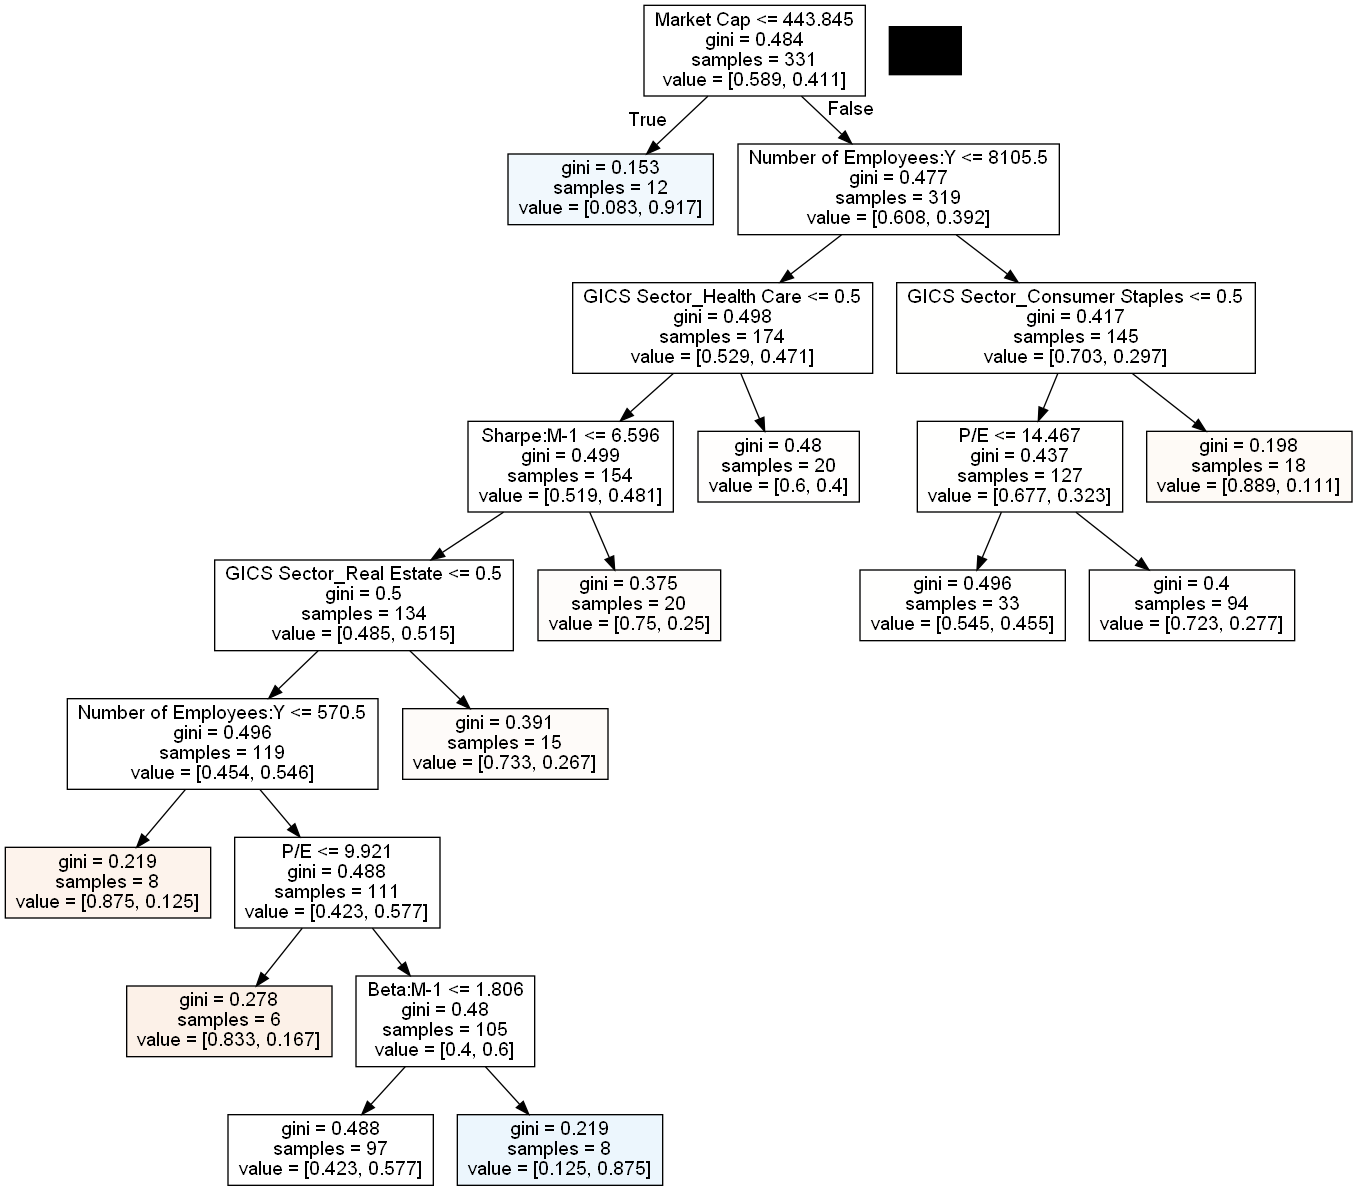 Market Cap <= 443.845
gini = 0.484
samples = 331
value = [0.589, 0.411]
True
False
gini = 0.153
samples = 12
value = [0.083, 0.917]
Number of Employees:Y <= 8105.5
gini = 0.477
samples = 319
value = [0.608, 0.392]
GICS Sector_Health Care <= 0.5
gini = 0.498
samples = 174
value = [0.529, 0.471]
GICS Sector_Consumer Staples <= 0.5
gini = 0.417
samples = 145
value = [0.703, 0.297]
Sharpe:M-1 <= 6.596
gini = 0.499
samples = 154
value = [0.519, 0.481]
gini = 0.48
samples = 20
value = [0.6, 0.4]
P/E <= 14.467
gini = 0.437
samples = 127
value = [0.677, 0.323]
gini = 0.198
samples = 18
value = [0.889, 0.111]
GICS Sector_Real Estate <= 0.5
gini = 0.5
samples = 134
value = [0.485, 0.515]
gini = 0.375
samples = 20
value = [0.75, 0.25]
gini = 0.496
samples = 33
value = [0.545, 0.455]
gini = 0.4
samples = 94
value = [0.723, 0.277]
Number of Employees:Y <= 570.5
gini = 0.496
samples = 119
value = [0.454, 0.546]
gini = 0.391
samples = 15
value = [0.733, 0.267]
gini = 0.219
samples = 8
value = [0.875, 0.125]
P/E <= 9.921
gini = 0.488
samples = 111
value = [0.423, 0.577]
gini = 0.278
samples = 6
value = [0.833, 0.167]
Beta:M-1 <= 1.806
gini = 0.48
samples = 105
value = [0.4, 0.6]
gini = 0.488
samples = 97
value = [0.423, 0.577]
gini = 0.219
samples = 8
value = [0.125, 0.875]